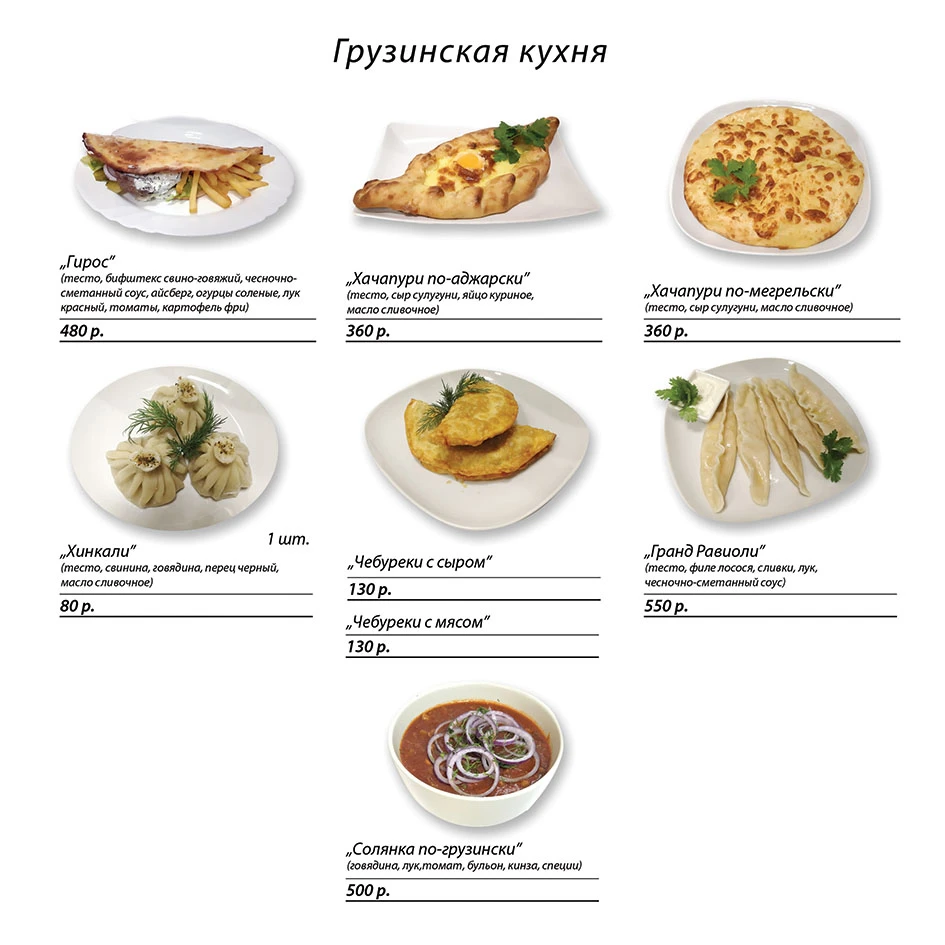 Грузинская кухня
„Гирос”
(тесто, бифштекс свино-говяжий, чесночно-
сметанный соус, айсберг, огурцы соленые, лук
красный, томаты, картофель фри)
480 р.
„Хачапури по-аджарски”
(тесто, сыр сулугуни, яйцо куриное,
масло сливочное)
360 р.
„Хачапури по-мегрельски”
(тесто, сыр сулугуни, масло сливочное)
360 р.
1 шт.
„Хинкали”
(тесто, свинина, говядина, перец черный,
масло сливочное)
80 р.
„Чебуреки с сыром”
130 р.
„Чебуреки с мясом”
130 р.
„Гранд Равиоли”
(тесто, филе лосося, сливки, лук,
чесночно-сметанный соус)
550 р.
„Солянка по-грузински”
(говядина, лук,томат, бульон, кинза, специи)
500 р.